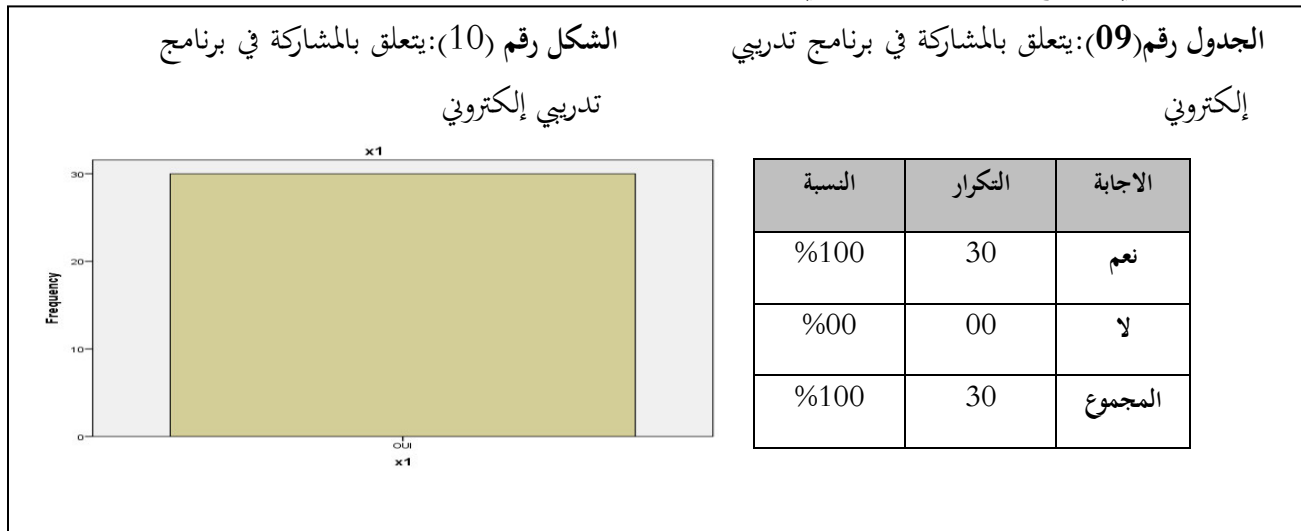 الجدول رقم(09):يتعلق بالمشاركة في برنامج تدريبي
إلكتروني
الاجابة التكرار النسبة
نعم 30 %100
لا 00 %00
المجموع 30 %100
الشكل رقم (10):يتعلق بالمشاركة في برنامج
تدريبي إلكتروني
x1
30
20
10
0
Frequency
OUI
x1